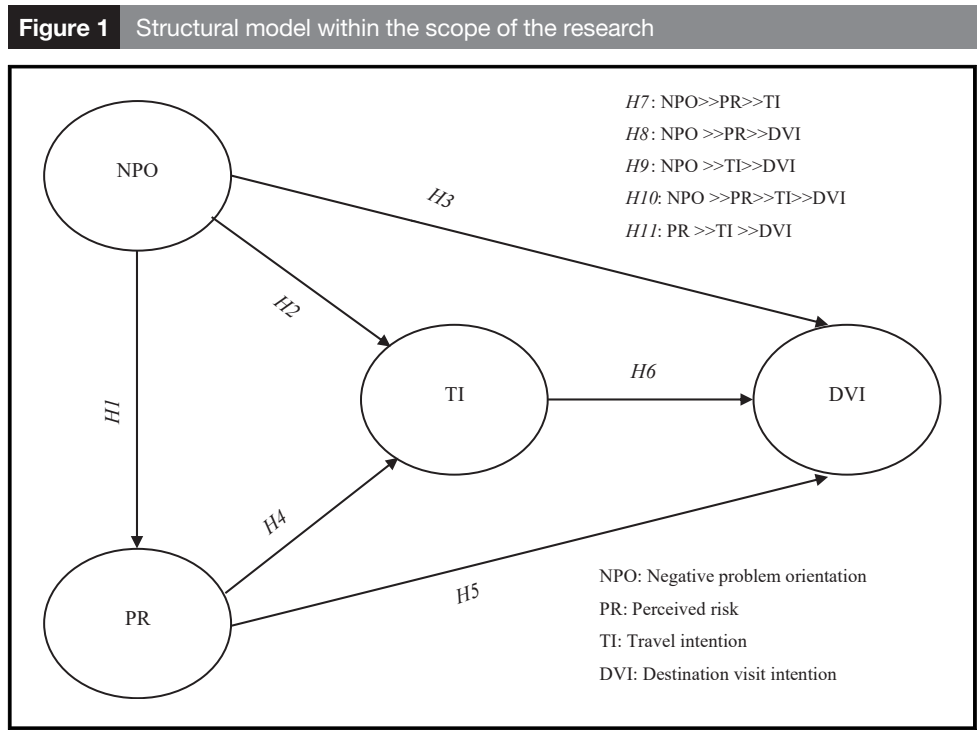 Figure 1 Structural model within the scope of the research
H7: NPO>>PR>>TI
H8: NPO >>PR>>DVI
H9: NPO >>TI>>DVI
H10: NPO >>PR>>TI>>DVI
H11: PR >>TI >>DVI
NPO
H3
H2
H1
TI
H6
DVI
H4
H5
PR
NPO: Negative problem orientation
PR: Perceived risk
TI: Travel intention
DVI: Destination visit intention